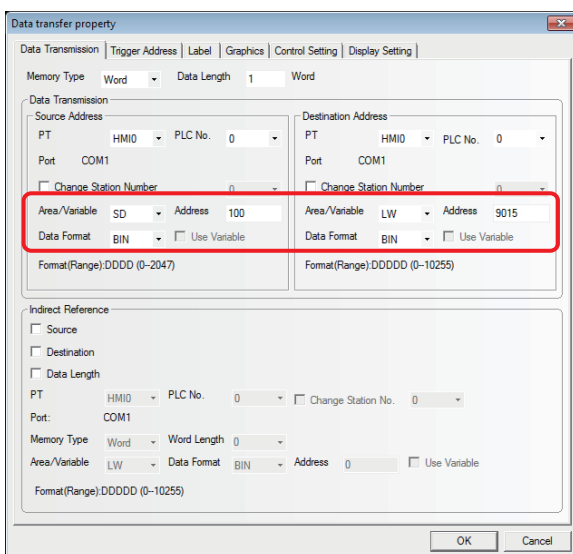 Data transfer property
Data Transmission Trigger Address Label Graphics Control Setting Display Setting
Memory Type Word Data Length 1 Word
Data Transmission
Source Address
PT HMI0 PLC No. 0
Port COM1
Change Station Number 0
Area/Variable SD Address 100
Data Format BIN Use Variable
Format(Range):DDDD (0--2047)
Destination Address
PT HMI0 PLC No. 0
Port COM1
Change Station Number 0
Area/Variable LW Address 9015
Data Format BIN Use Variable
Format(Range):DDDDD (0--10255)
Indirect Reference
Source
Destination
Data Length
PT HMI0 PLC No. 0 Change Station No. 0
Port: COM1
Memory Type Word Word Length 0
Area/Variable LW Data Format BIN Address 0 Use Variable
Format(Range):DDDDD (0--10255)
OK Cancel